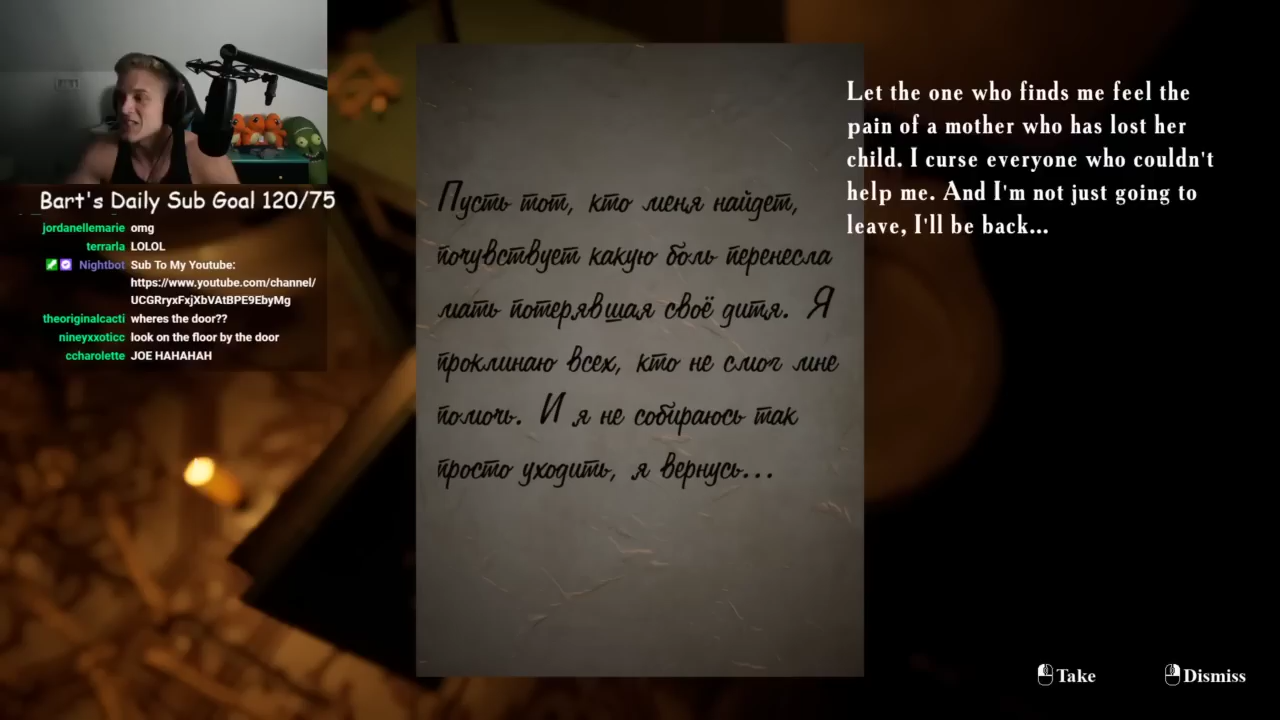 Bart's Daily Sub Goal 120/75
jordanellemarie omg
terrarla LOLOL
Nightbot Sub To My Youtube:
https://www.youtube.com/channel/
UCGRryxFxjXbVAtBPE9EbyMg
theoriginalcacti wheres the door??
nineyxxoticc look on the floor by the door
ccharolette JOE HAHAHAH
Пусть тот, кто меня найдет,
почувствует какую боль перенесла
мать потерявшая своё дитя. Я
проклинаю всех, кто не смог мне
помочь. И я не собираюсь так
просто уходить, я вернусь...
Let the one who finds me feel the
pain of a mother who has lost her
child. I curse everyone who couldn't
help me. And I'm not just going to
leave, I'll be back...
Take
Dismiss